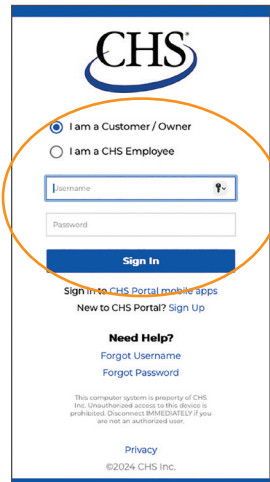 CHS®
I am a Customer / Owner
I am a CHS Employee
Username
Password
Sign In
Sign in to CHS Portal mobile apps
New to CHS Portal? Sign Up
Need Help?
Forgot Username
Forgot Password
This computer system is property of CHS
Inc. Unauthorized access to this device is
prohibited. Disconnect IMMEDIATELY if you
are not an authorized user.
Privacy
©2024 CHS Inc.